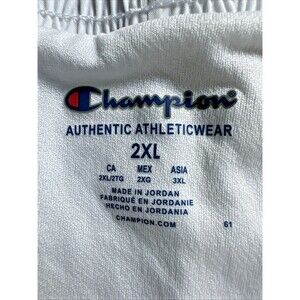 Champion
AUTHENTIC ATHLETICWEAR
2XL
CA MEX ASIA
2XL/2TG 2XG 3XL
MADE IN JORDAN
FABRIQUÉ EN JORDANIE
HECHO EN JORDANIA
CHAMPION.COM
61